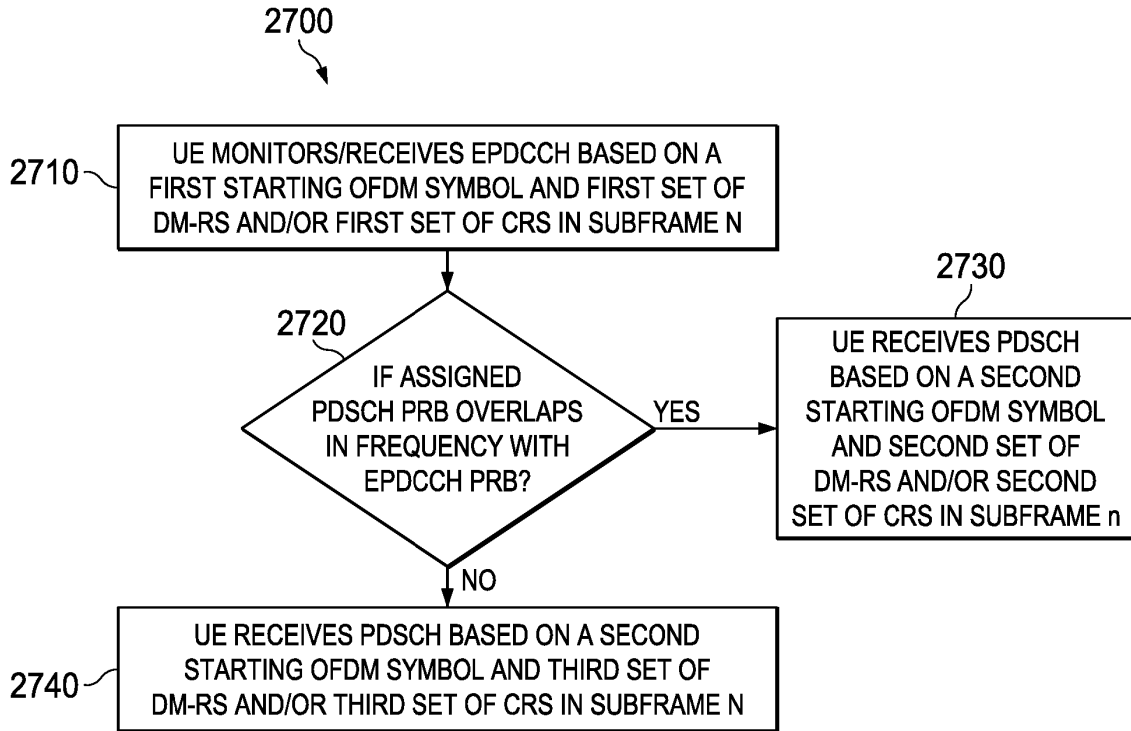 2700
2710
UE MONITORS/RECEIVES EPDCCH BASED ON A
FIRST STARTING OFDM SYMBOL AND FIRST SET OF
DM-RS AND/OR FIRST SET OF CRS IN SUBFRAME N
2720
IF ASSIGNED
PDSCH PRB OVERLAPS
IN FREQUENCY WITH
EPDCCH PRB?
YES
2730
UE RECEIVES PDSCH
BASED ON A SECOND
STARTING OFDM SYMBOL
AND SECOND SET OF
DM-RS AND/OR SECOND
SET OF CRS IN SUBFRAME n
NO
2740
UE RECEIVES PDSCH BASED ON A SECOND
STARTING OFDM SYMBOL AND THIRD SET OF
DM-RS AND/OR THIRD SET OF CRS IN SUBFRAME N